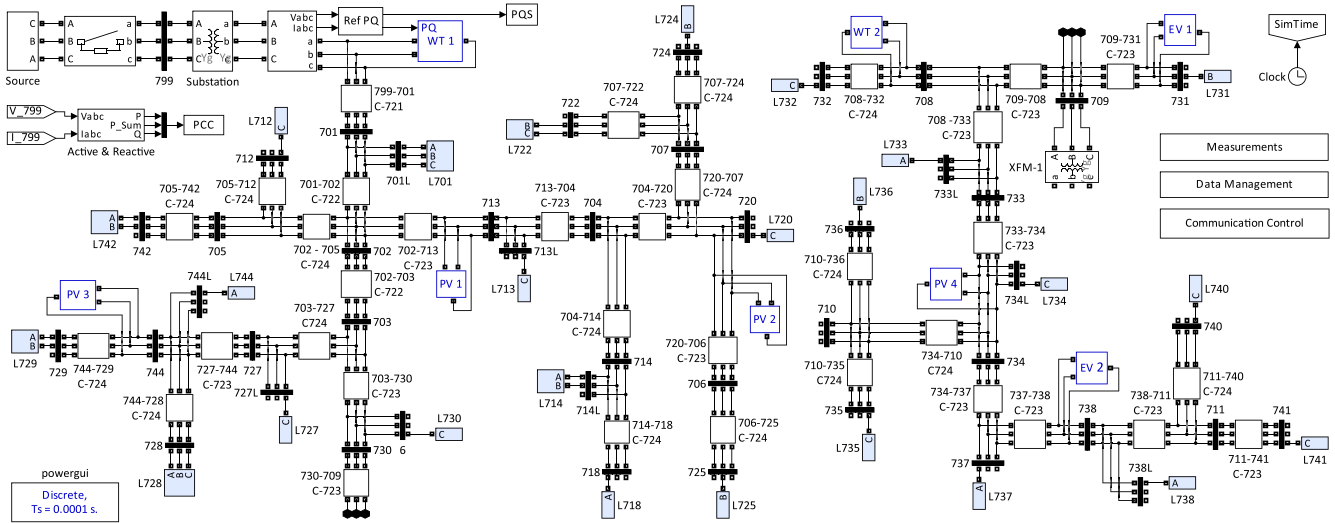 C
B
A
Source
A
B
C
a
b
c
799
A
B
C
a
b
c
Yg Yg
Substation
A
B
C
Vabc
Iabc
a
b
c
Ref PQ
PQ
WT 1
PQS
V_799
I_799
Vabc
Iabc
P
P_Sum
Q
Active & Reactive
PCC
799-701
C-721
701
A
B
C
701L
L701
L712
C
712
705-712
C-724
701-702
C-722
705-742
C-724
A
B
L742
742
705
702 - 705
C-724
702
702-713
C-723
713
713L
C
L713
713-704
C-723
704
704-720
C-723
PV 1
702-703
C-722
703
703-727
C724
744L
L744
A
PV 3
A
B
L729
729
744-729
C-724
744
727-744
C-723
727
727L
C
L727
744-728
C-724
728
A
B
C
L728
703-730
C-723
L730
C
6
730
730-709
C-723
powergui
Discrete,
Ts = 0.0001 s.
L724
B
724
707-724
C-724
707-722
C-724
722
B
C
L722
707
720-707
C-724
720
L720
C
PV 2
704-714
C-724
714
A
B
L714
714L
714-718
C-724
718
A
L718
720-706
C-723
706
706-725
C-724
725
B
L725
WT 2
C
L732
732
708-732
C-724
708
709-708
C-723
709-731
C-723
EV 1
709
731
B
L731
708 -733
C-723
L733
A
733L
733
XFM-1
A
B
C
Yg
a
b
c
733-734
C-723
L736
B
736
710-736
C-724
PV 4
734L
C
L734
710
734-710
C724
710-735
C724
735
C
L735
734
734-737
C-723
737
A
L737
737-738
C-723
EV 2
738
738-711
C-723
738L
A
L738
L740
C
740
711-740
C-724
711
711-741
C-723
741
C
L741
SimTime
Clock
Measurements
Data Management
Communication Control